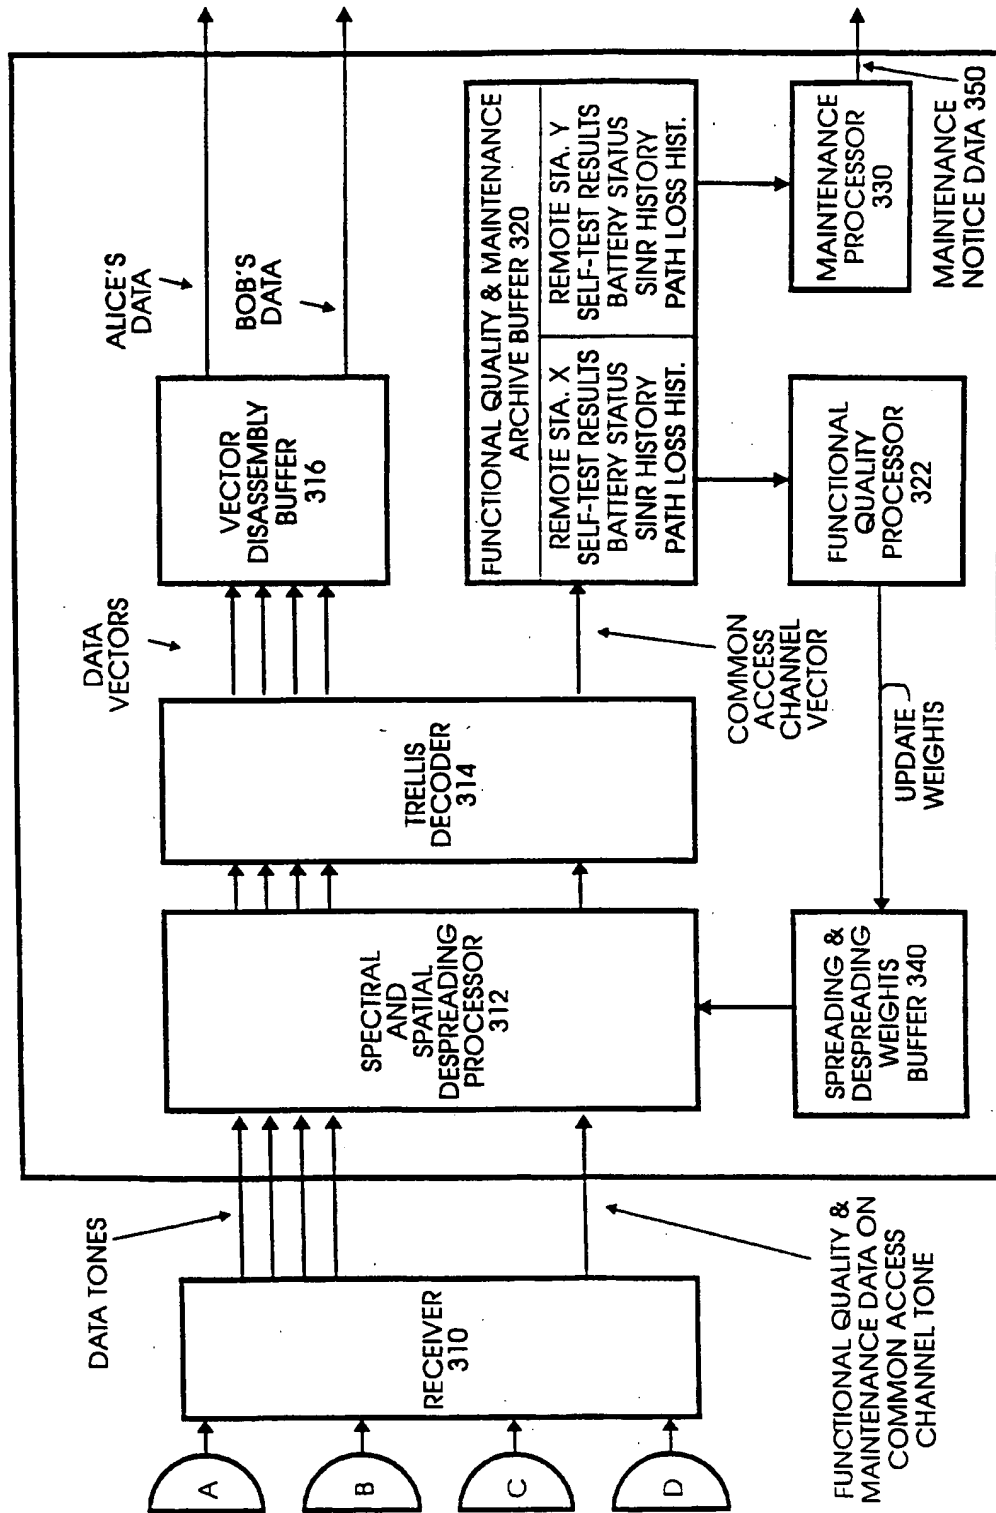 A
B
C
D
RECEIVER
310
DATA TONES
FUNCTIONAL QUALITY &
MAINTENANCE DATA ON
COMMON ACCESS
CHANNEL TONE
SPECTRAL
AND
SPATIAL
DESPREADING
PROCESSOR
312
SPREADING &
DESPREADING
WEIGHTS
BUFFER 340
TRELLIS
DECODER
314
DATA
VECTORS
COMMON
ACCESS
CHANNEL
VECTOR
UPDATE
WEIGHTS
VECTOR
DISASSEMBLY
BUFFER
316
ALICE'S
DATA
BOB'S
DATA
FUNCTIONAL QUALITY & MAINTENANCE
ARCHIVE BUFFER 320
REMOTE STA. X
SELF-TEST RESULTS
BATTERY STATUS
SINR HISTORY
PATH LOSS HIST.
REMOTE STA. Y
SELF-TEST RESULTS
BATTERY STATUS
SINR HISTORY
PATH LOSS HIST.
FUNCTIONAL
QUALITY
PROCESSOR
322
MAINTENANCE
PROCESSOR
330
MAINTENANCE
NOTICE DATA 350